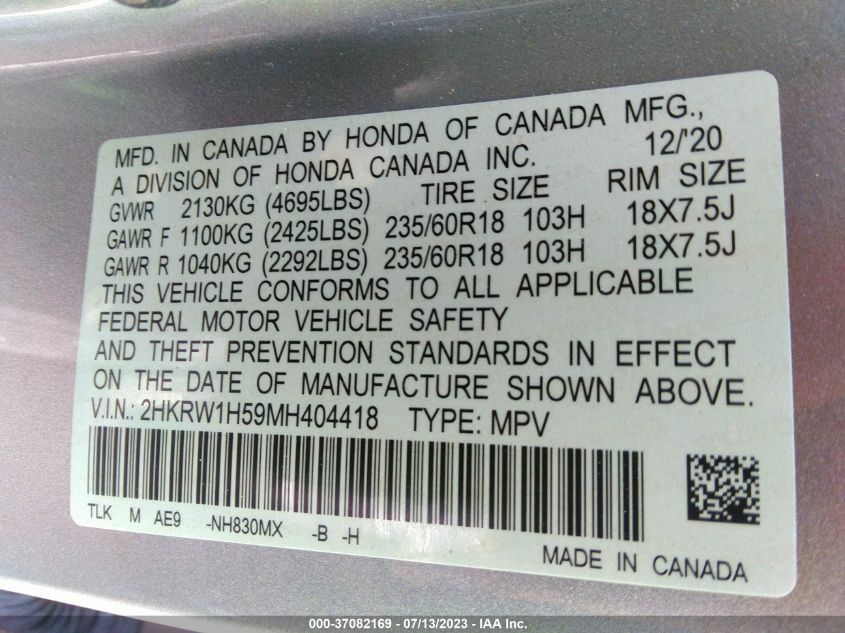 MFD. IN CANADA BY HONDA OF CANADA MFG.,
A DIVISION OF HONDA CANADA INC. 12/'20
GVWR 2130KG (4695LBS) TIRE SIZE RIM SIZE
GAWR F 1100KG (2425LBS) 235/60R18 103H 18X7.5J
GAWR R 1040KG (2292LBS) 235/60R18 103H 18X7.5J
THIS VEHICLE CONFORMS TO ALL APPLICABLE
FEDERAL MOTOR VEHICLE SAFETY
AND THEFT PREVENTION STANDARDS IN EFFECT
ON THE DATE OF MANUFACTURE SHOWN ABOVE.
V.I.N.: 2HKRW1H59MH404418 TYPE: MPV
TLK M AE9 -NH830MX -B -H
MADE IN CANADA
000-37082169 - 07/13/2023 - IAA Inc.